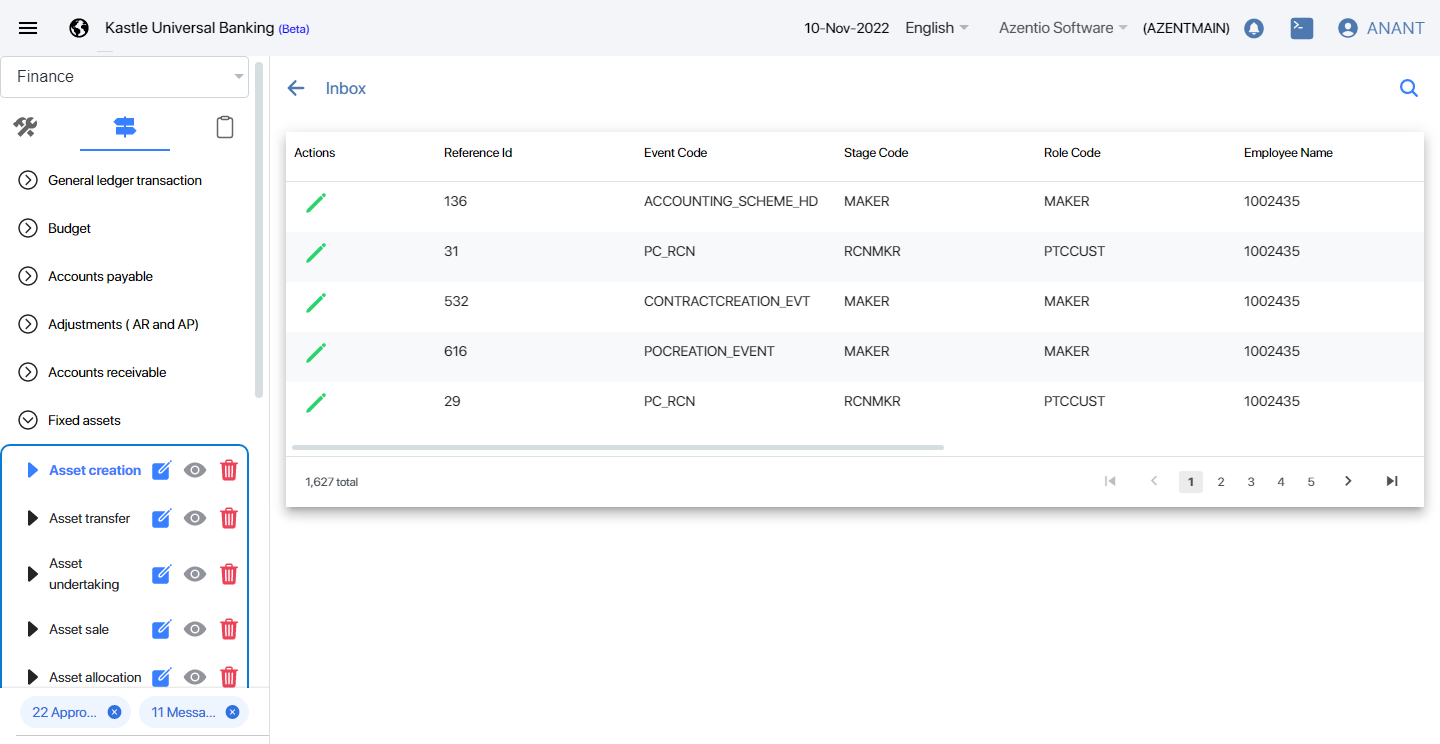 Kastle Universal Banking (Beta) 10-Nov-2022 English Azentio Software (AZENTMAIN) ANANT
Finance
General ledger transaction
Budget
Accounts payable
Adjustments ( AR and AP)
Accounts receivable
Fixed assets
Asset creation
Asset transfer
Asset
undertaking
Asset sale
Asset allocation
22 Appro... 11 Messa...
Inbox
Actions Reference Id Event Code Stage Code Role Code Employee Name
136 ACCOUNTING_SCHEME_HD MAKER MAKER 1002435
31 PC_RCN RCNMKR PTCCUST 1002435
532 CONTRACTCREATION_EVT MAKER MAKER 1002435
616 POCREATION_EVENT MAKER MAKER 1002435
29 PC_RCN RCNMKR PTCCUST 1002435
1,627 total 1 2 3 4 5